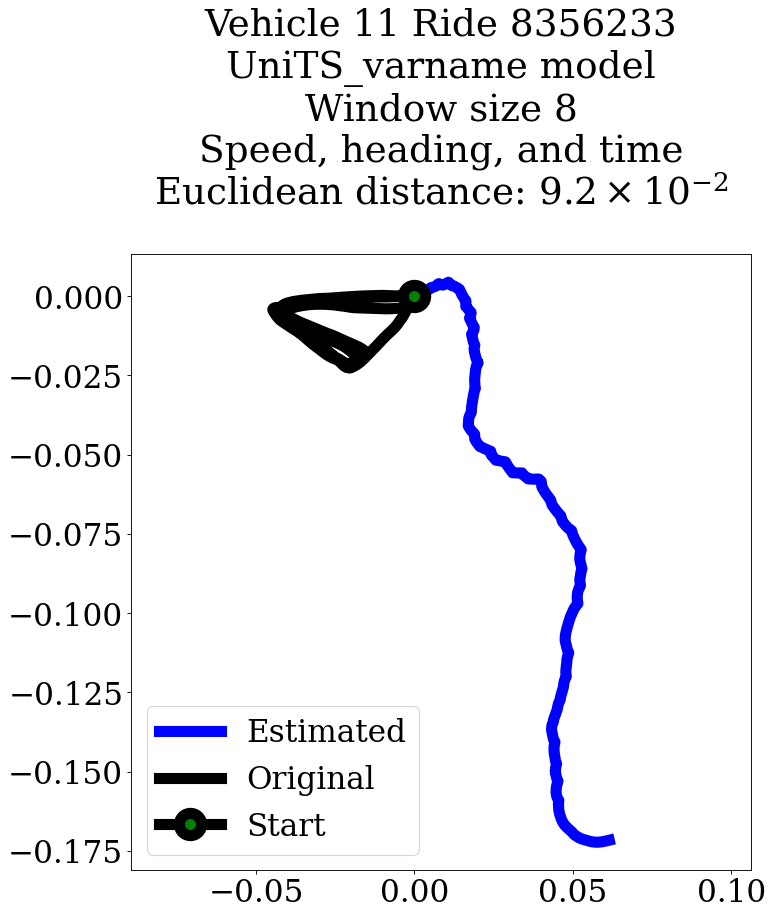 Vehicle 11 Ride 8356233
UniTS_varname model
Window size 8
Speed, heading, and time
Euclidean distance: 9.2 × 10⁻²
0.000
−0.025
−0.050
−0.075
−0.100
−0.125
−0.150
−0.175
Estimated
Original
Start
−0.05 0.00 0.05 0.10